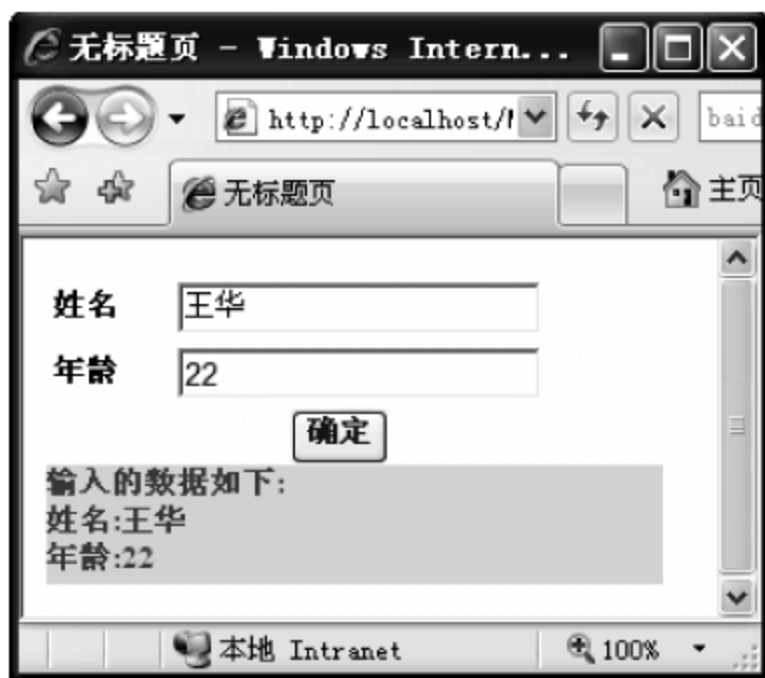 无标题页 - Windows Intern...
http://localhost/
baid
无标题页
主页
姓名 王华
年龄 22
确定
输入的数据如下:
姓名:王华
年龄:22
本地 Intranet 100%